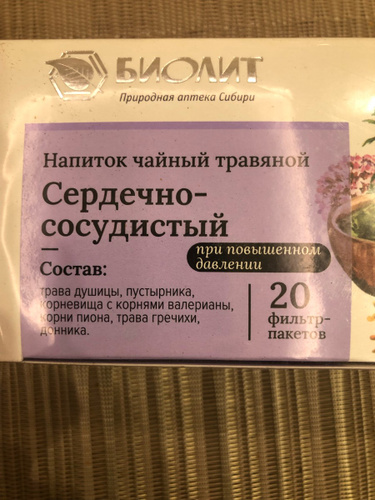 БИОЛИТ
Природная аптека Сибири
Напиток чайный травяной
Сердечно-
сосудистый
при повышенном
давлении
Состав:
трава душицы, пустырника,
корневища с корнями валерианы,
корни пиона, трава гречихи,
донника.
20
фильтр-
пакетов